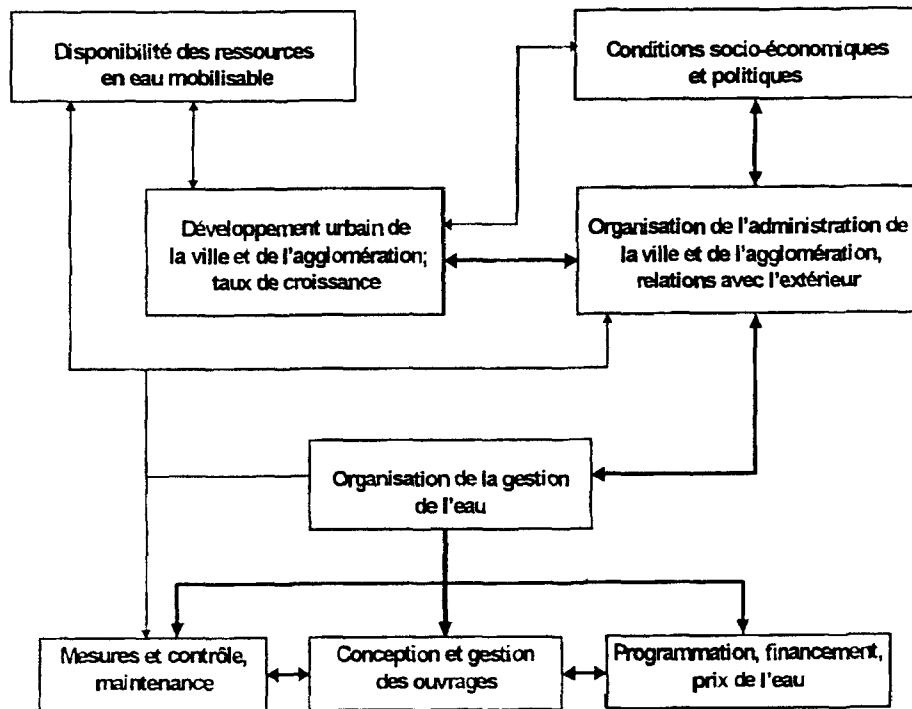 Disponibilité des ressources
en eau mobilisable
Conditions socio-économiques
et politiques
Développement urbain de
la ville et de l'agglomération;
taux de croissance
Organisation de l'administration de
la ville et de l'agglomération,
relations avec l'extérieur
Organisation de la gestion
de l'eau
Mesures et contrôle,
maintenance
Conception et gestion
des ouvrages
Programmation, financement,
prix de l'eau